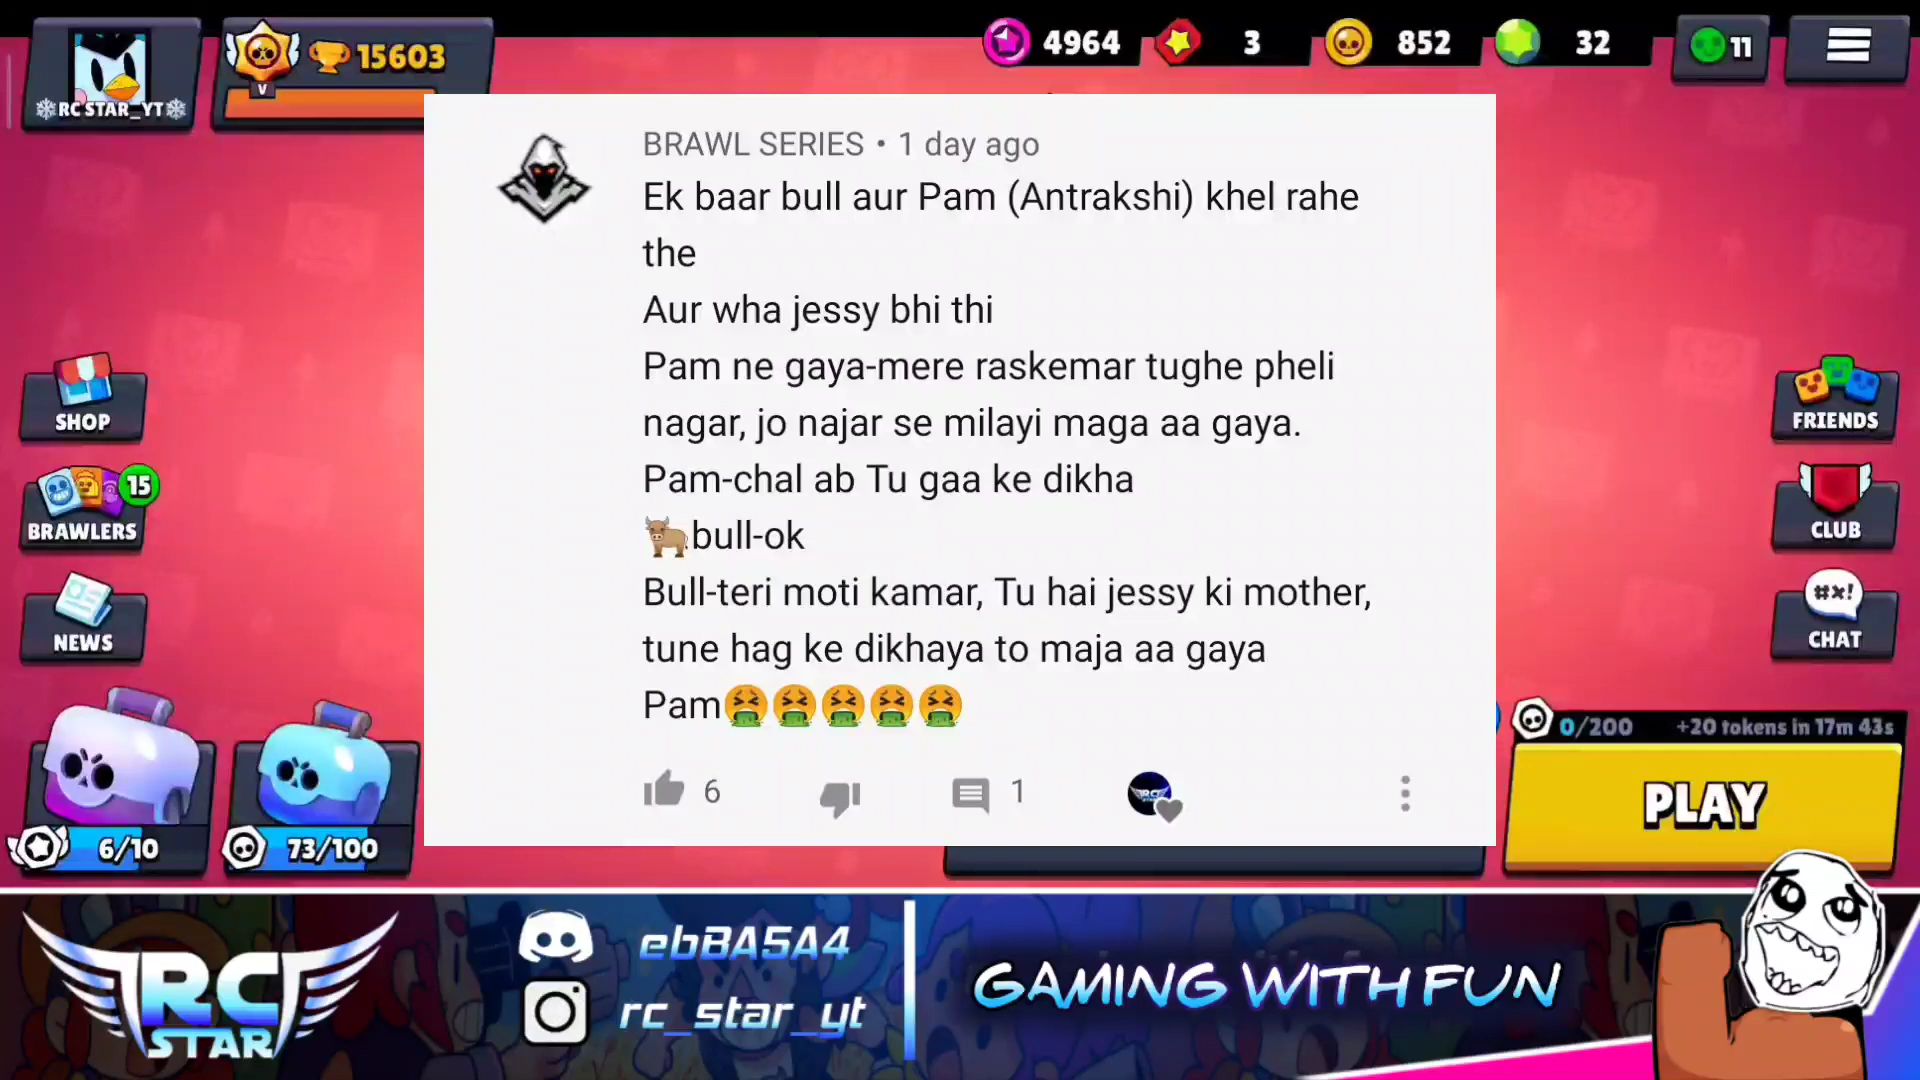 15603
4964
3
852
32
11
❄RC STAR_YT❄
V
BRAWL SERIES • 1 day ago
Ek baar bull aur Pam (Antrakshi) khel rahe
the
Aur wha jessy bhi thi
Pam ne gaya-mere raskemar tughe pheli
nagar, jo najar se milayi maga aa gaya.
Pam-chal ab Tu gaa ke dikha
🐂.bull-ok
Bull-teri moti kamar, Tu hai jessy ki mother,
tune hag ke dikhaya to maja aa gaya
Pam🤮🤮🤮🤮🤮
6
1
SHOP
15
BRAWLERS
NEWS
FRIENDS
CLUB
#x!
CHAT
0/200
+20 tokens in 17m 43s
PLAY
6/10
73/100
RC
STAR
ebBA5A4
rc_star_yt
GAMING WITH FUN